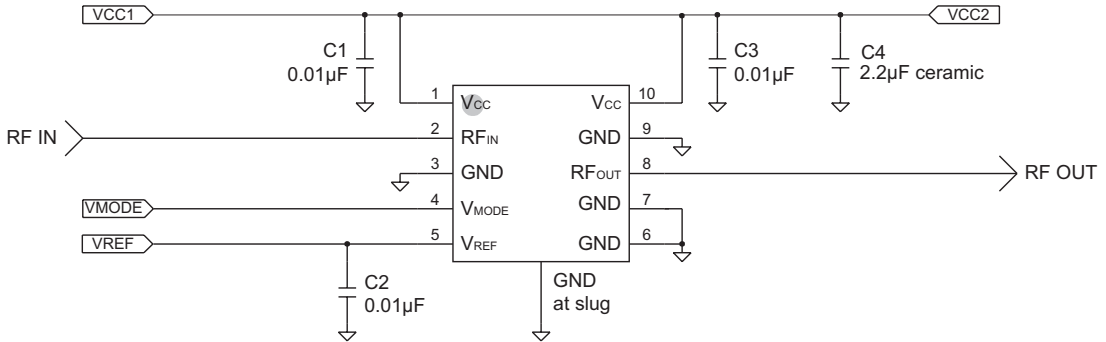 VCC1
VCC2
C1
0.01µF
C3
0.01µF
C4
2.2µF ceramic
1
VCC
VCC
10
RF IN
2
RFIN
GND
9
3
GND
RFOUT
8
RF OUT
VMODE
4
VMODE
GND
7
VREF
5
VREF
GND
6
C2
0.01µF
GND
at slug